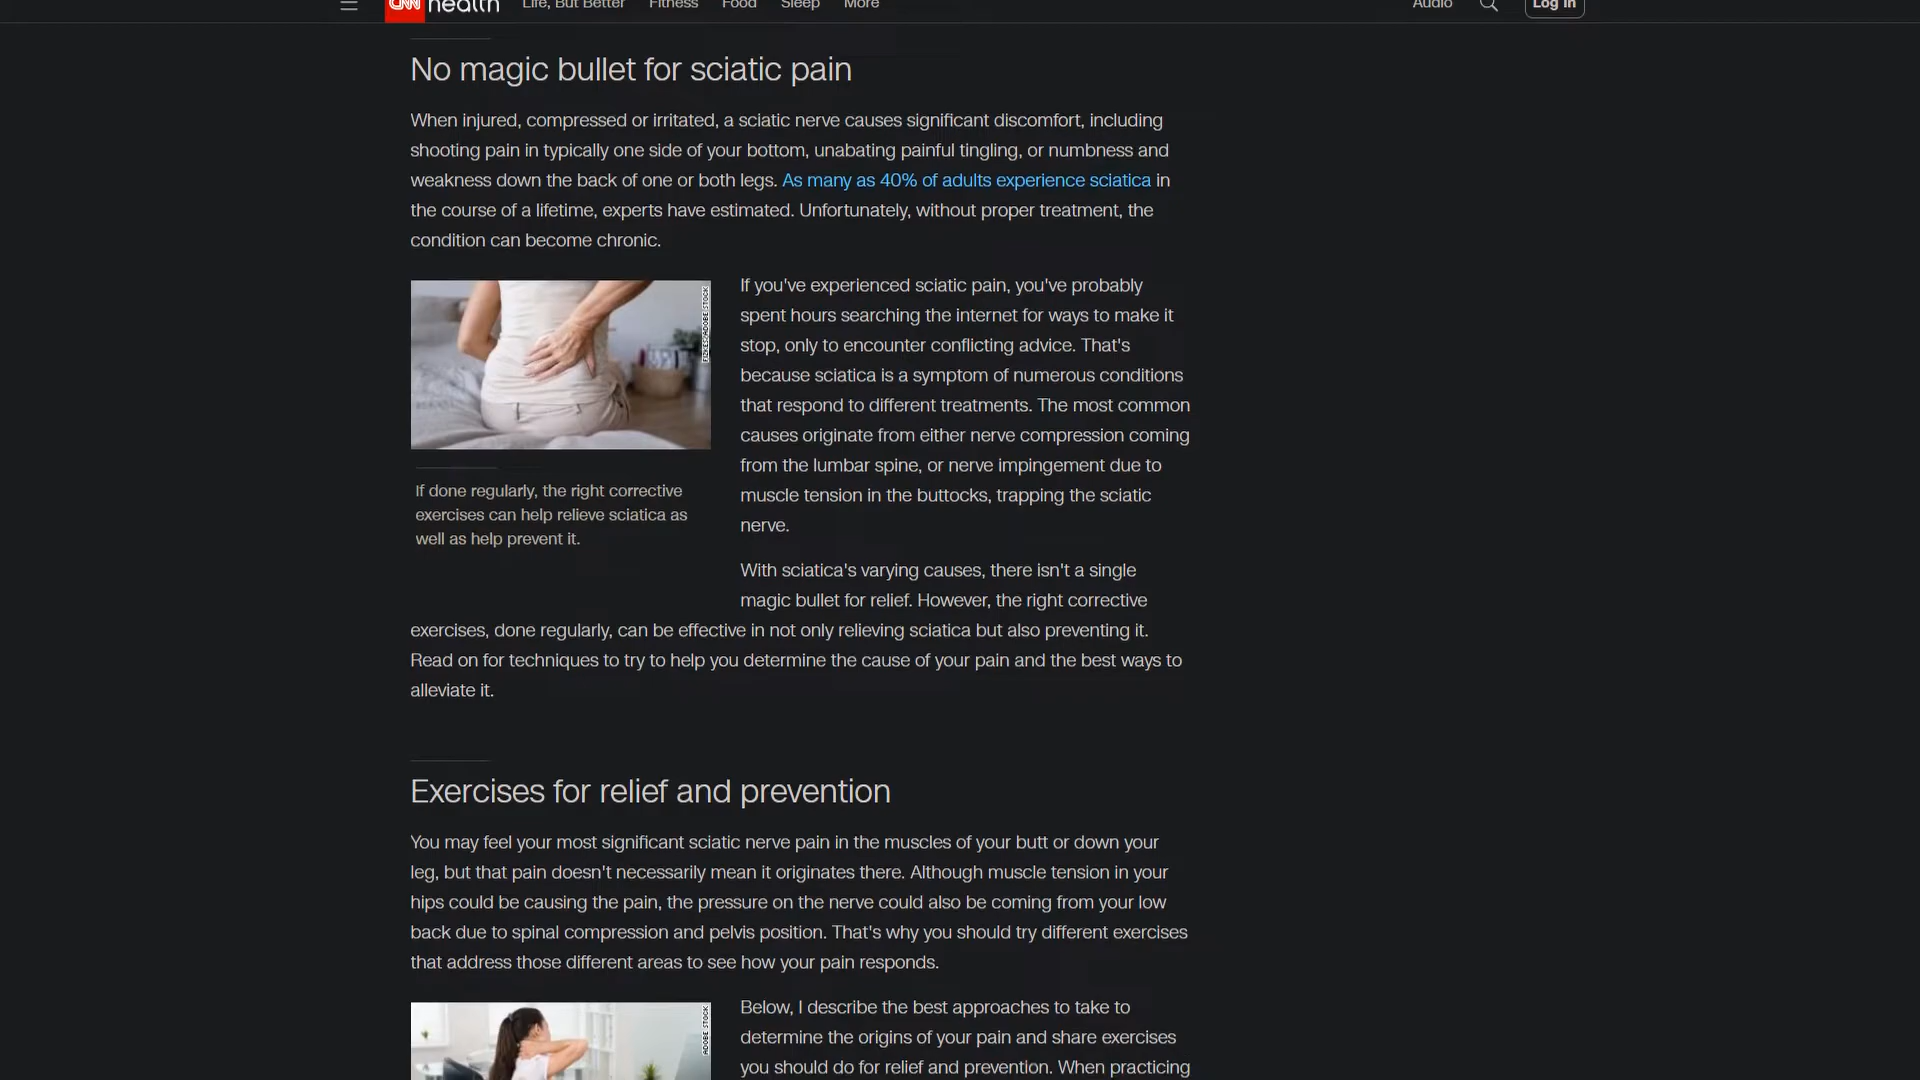 CNN health Life, But Better Fitness Food Sleep More Audio Log In
No magic bullet for sciatic pain
When injured, compressed or irritated, a sciatic nerve causes significant discomfort, including
shooting pain in typically one side of your bottom, unabating painful tingling, or numbness and
weakness down the back of one or both legs. As many as 40% of adults experience sciatica in
the course of a lifetime, experts have estimated. Unfortunately, without proper treatment, the
condition can become chronic.
FIZKES/ADOBE STOCK
If done regularly, the right corrective
exercises can help relieve sciatica as
well as help prevent it.
If you've experienced sciatic pain, you've probably
spent hours searching the internet for ways to make it
stop, only to encounter conflicting advice. That's
because sciatica is a symptom of numerous conditions
that respond to different treatments. The most common
causes originate from either nerve compression coming
from the lumbar spine, or nerve impingement due to
muscle tension in the buttocks, trapping the sciatic
nerve.
With sciatica's varying causes, there isn't a single
magic bullet for relief. However, the right corrective
exercises, done regularly, can be effective in not only relieving sciatica but also preventing it.
Read on for techniques to try to help you determine the cause of your pain and the best ways to
alleviate it.
Exercises for relief and prevention
You may feel your most significant sciatic nerve pain in the muscles of your butt or down your
leg, but that pain doesn't necessarily mean it originates there. Although muscle tension in your
hips could be causing the pain, the pressure on the nerve could also be coming from your low
back due to spinal compression and pelvis position. That's why you should try different exercises
that address those different areas to see how your pain responds.
ADOBE STOCK
Below, I describe the best approaches to take to
determine the origins of your pain and share exercises
you should do for relief and prevention. When practicing